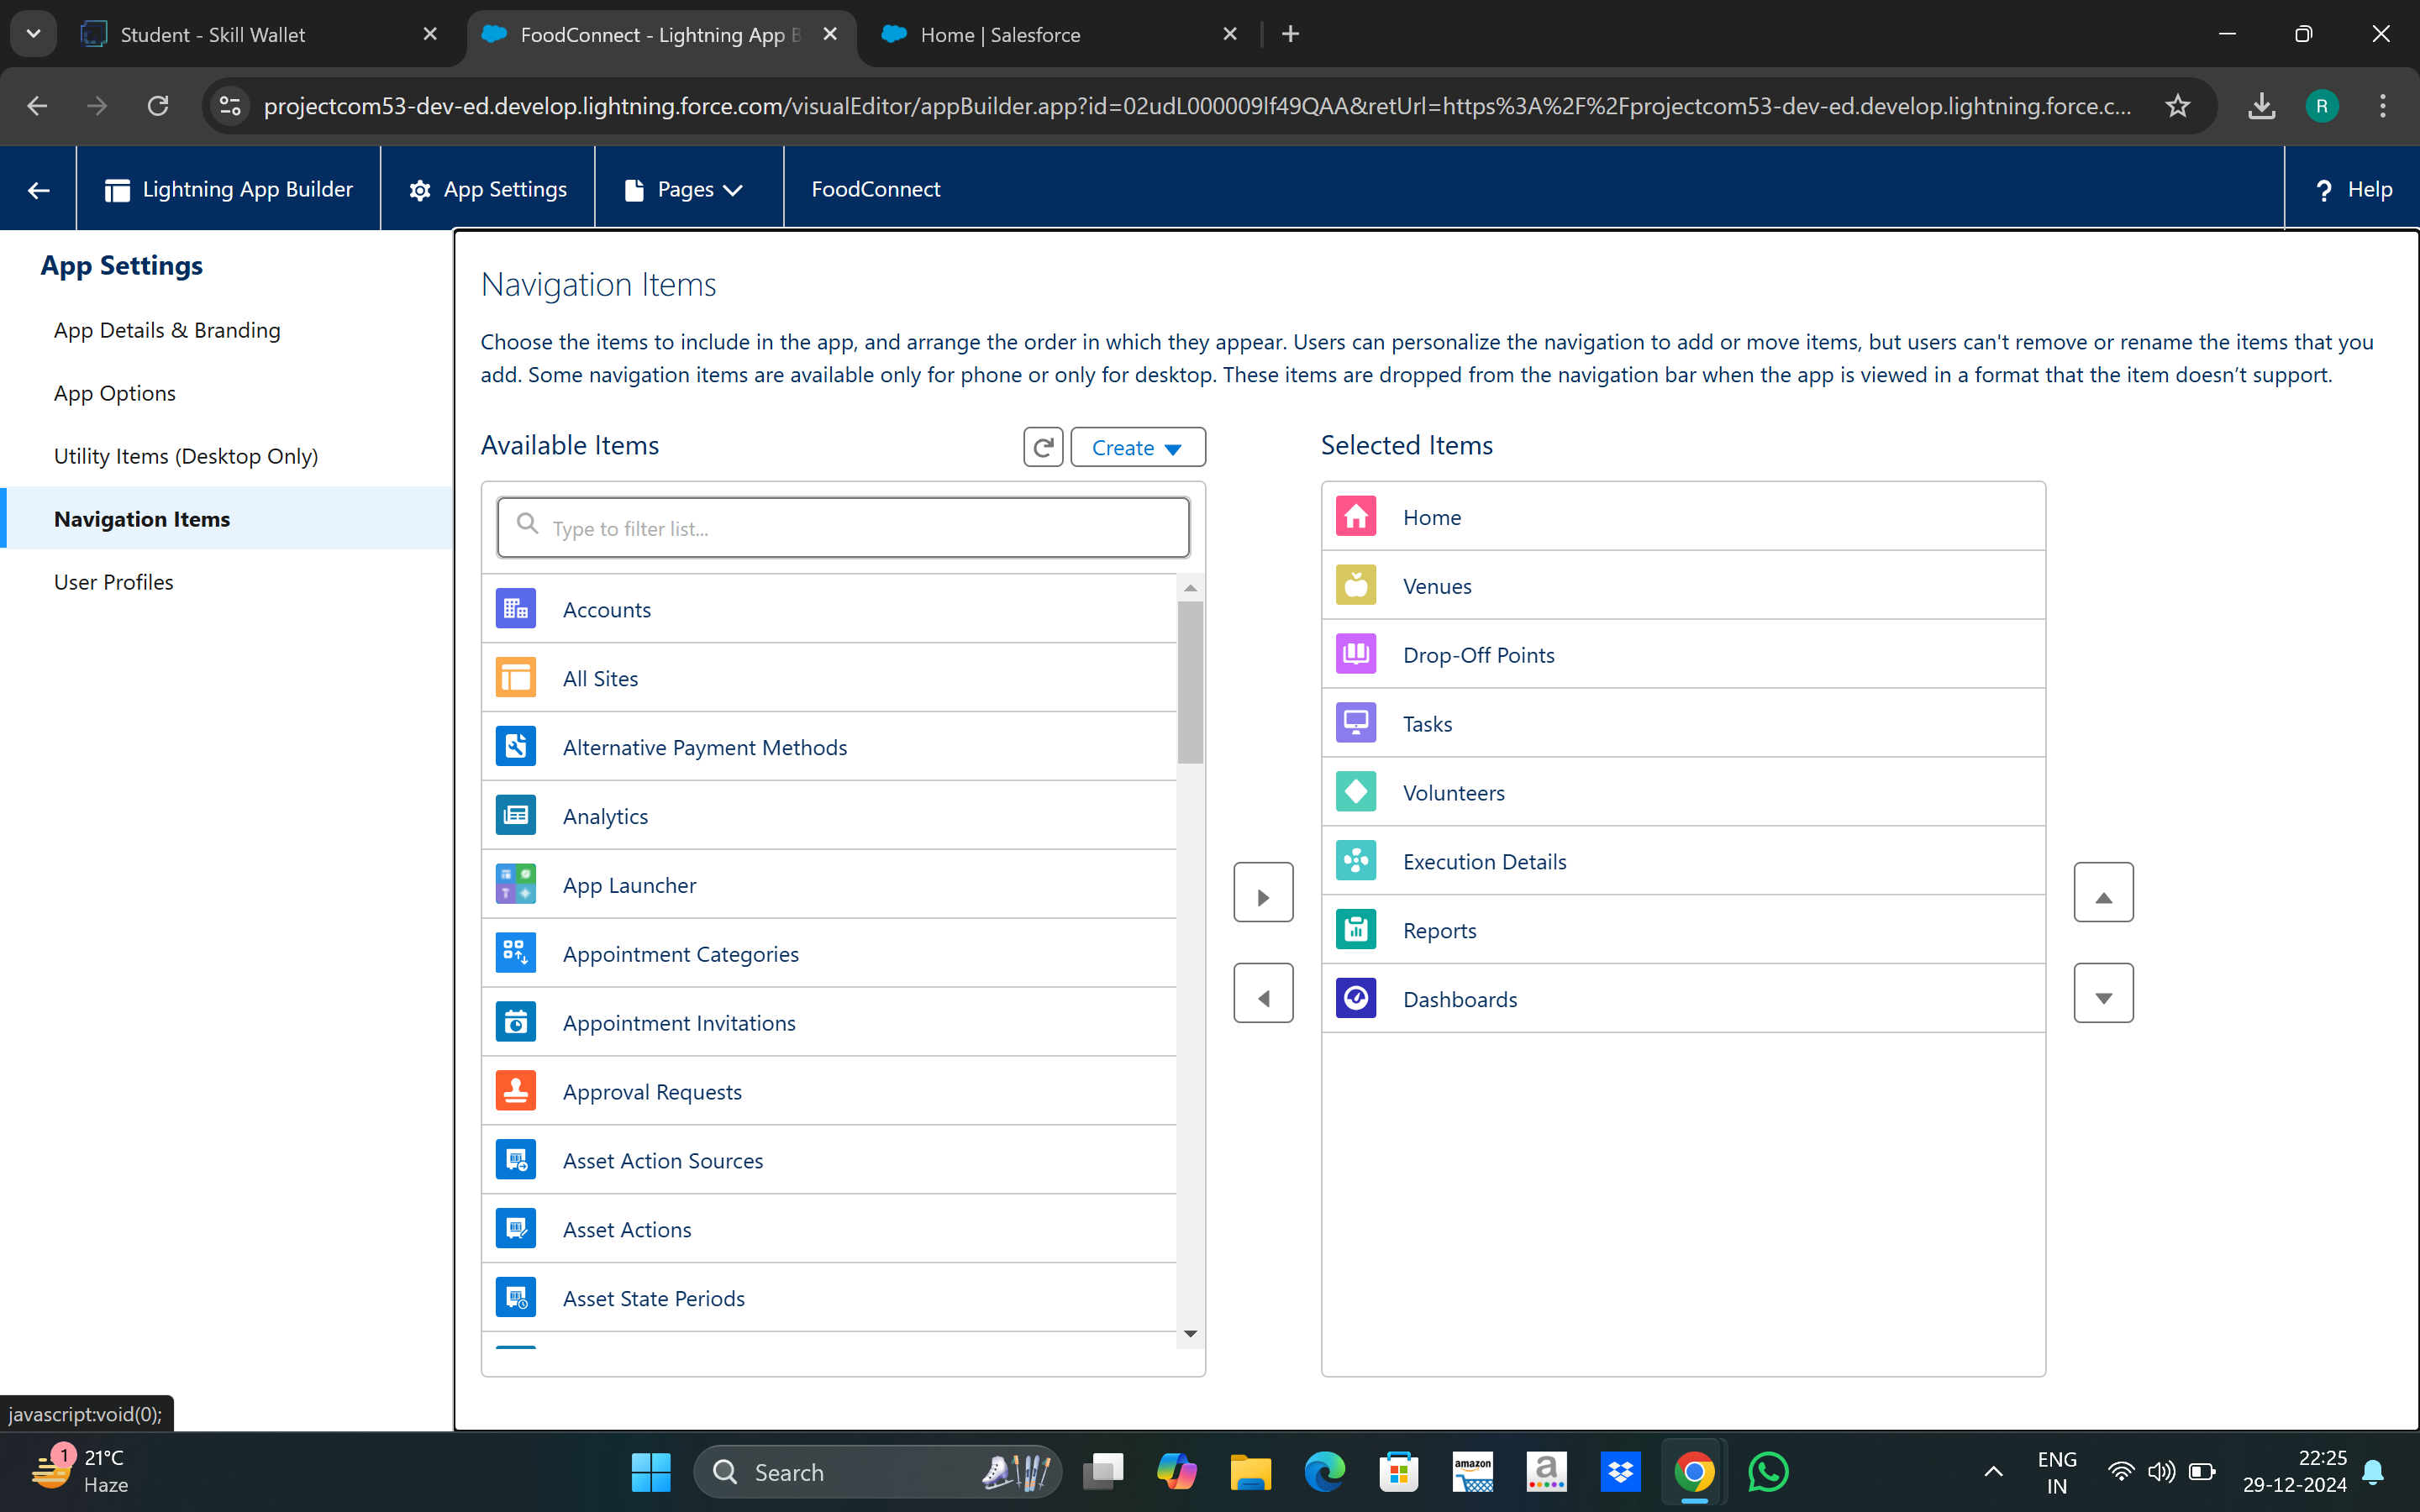 Student - Skill Wallet
FoodConnect - Lightning App B
Home | Salesforce
projectcom53-dev-ed.develop.lightning.force.com/visualEditor/appBuilder.app?id=02udL000009lf49QAA&retUrl=https%3A%2F%2Fprojectcom53-dev-ed.develop.lightning.force.c...
R
Lightning App Builder
App Settings
Pages
FoodConnect
? Help
App Settings
App Details & Branding
App Options
Utility Items (Desktop Only)
Navigation Items
User Profiles
Navigation Items
Choose the items to include in the app, and arrange the order in which they appear. Users can personalize the navigation to add or move items, but users can't remove or rename the items that you
add. Some navigation items are available only for phone or only for desktop. These items are dropped from the navigation bar when the app is viewed in a format that the item doesn’t support.
Available Items
Create
Type to filter list...
Accounts
All Sites
Alternative Payment Methods
Analytics
App Launcher
Appointment Categories
Appointment Invitations
Approval Requests
Asset Action Sources
Asset Actions
Asset State Periods
Selected Items
Home
Venues
Drop-Off Points
Tasks
Volunteers
Execution Details
Reports
Dashboards
javascript:void(0);
1
21°C
Haze
Search
amazon
a
ENG
IN
22:25
29-12-2024